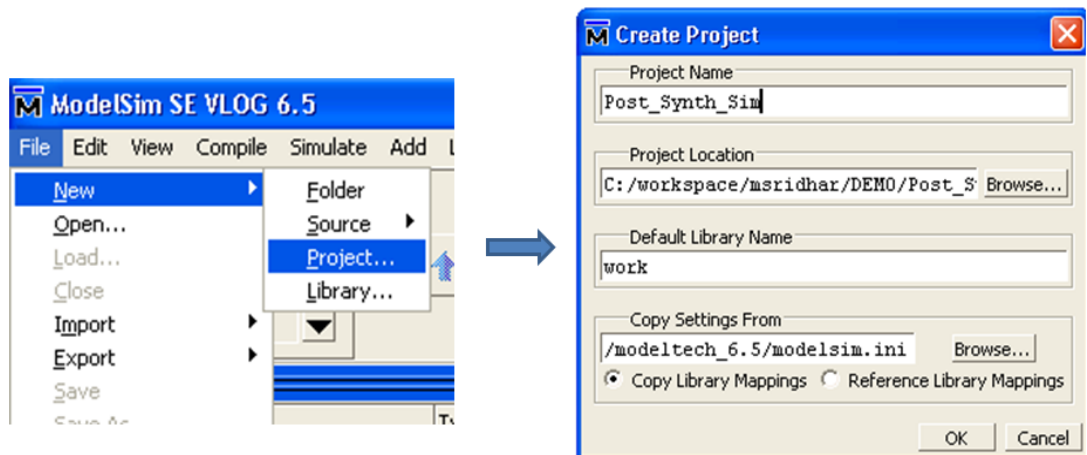 ModelSim SE VLOG 6.5
File Edit View Compile Simulate Add
New
Open...
Load...
Close
Import
Export
Save
Folder
Source
Project...
Library...
Create Project
Project Name
Post_Synth_Sim
Project Location
C:/workspace/msridhar/DEMO/Post_S Browse...
Default Library Name
work
Copy Settings From
/modeltech_6.5/modelsim.ini Browse...
Copy Library Mappings Reference Library Mappings
OK Cancel